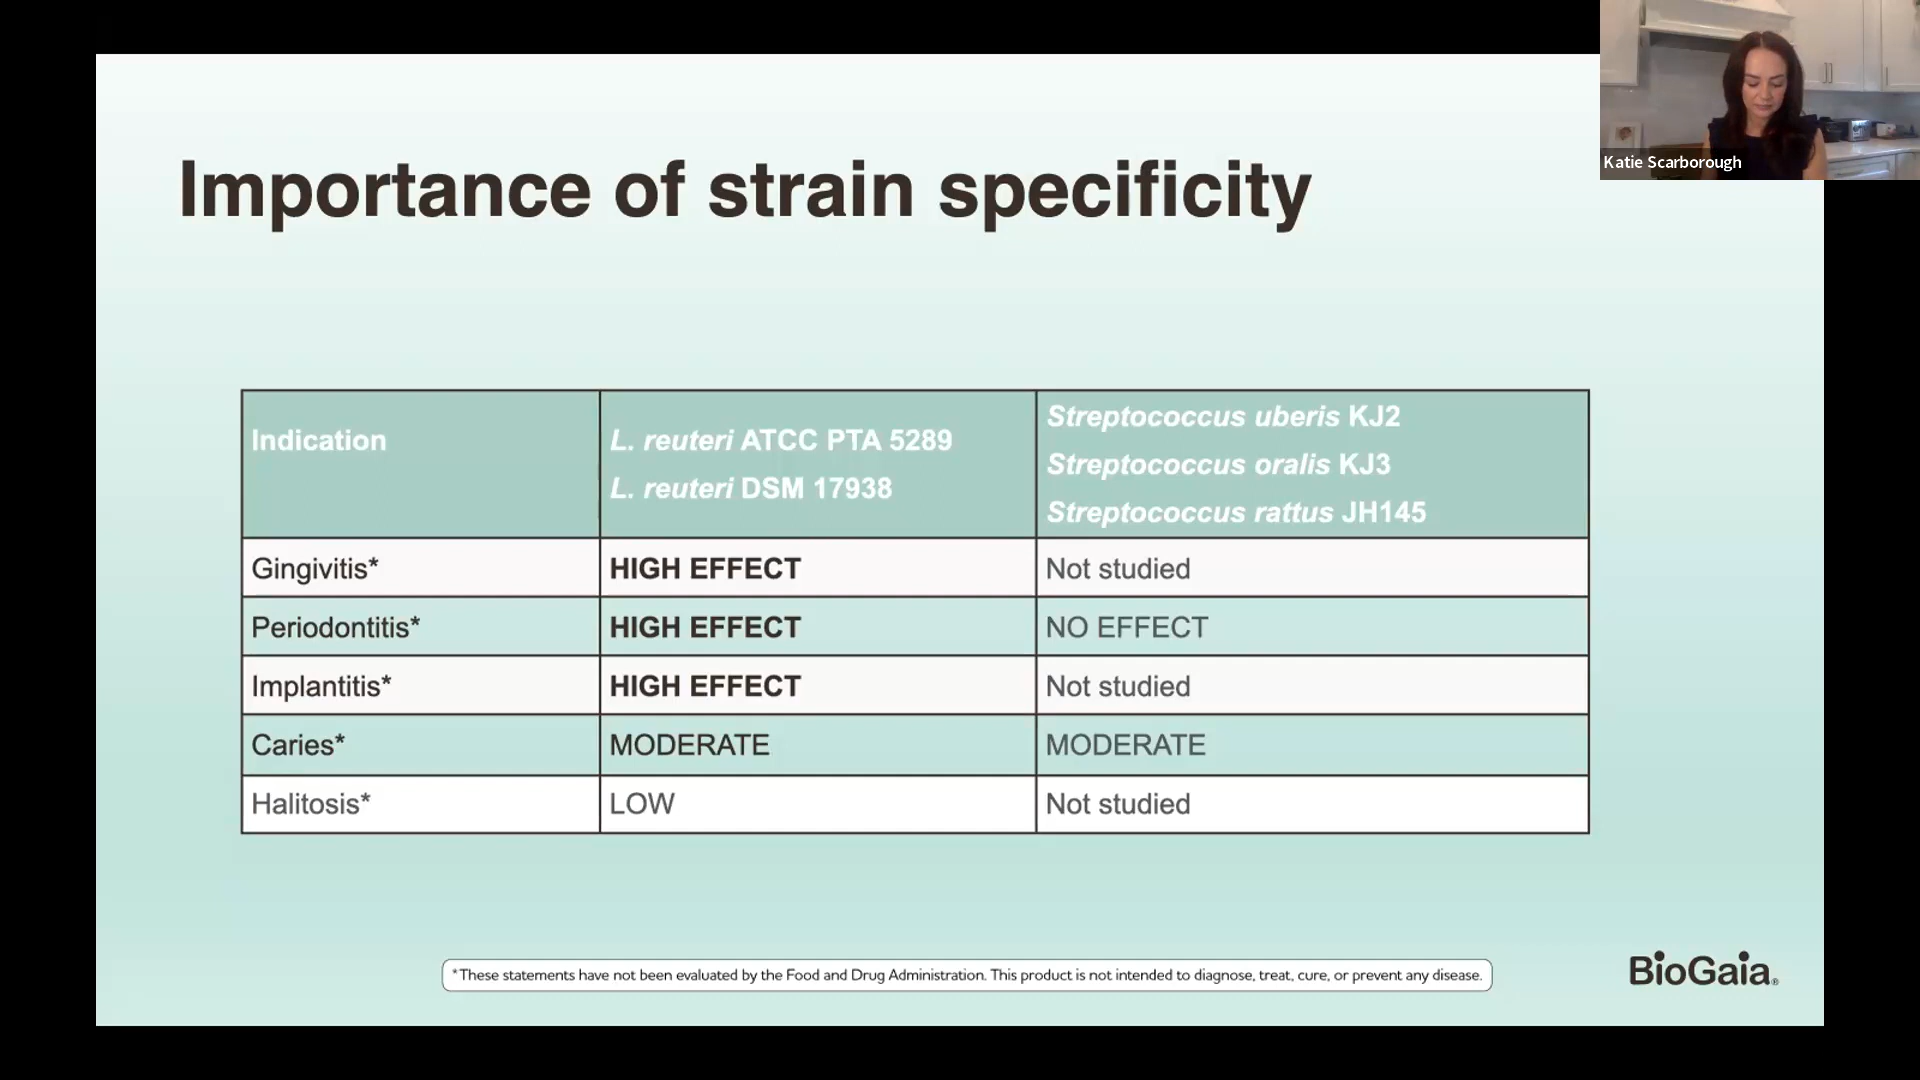 Katie Scarborough
Importance of strain specificity
Indication
L. reuteri ATCC PTA 5289
L. reuteri DSM 17938
Streptococcus uberis KJ2
Streptococcus oralis KJ3
Streptococcus rattus JH145
Gingivitis* HIGH EFFECT Not studied
Periodontitis* HIGH EFFECT NO EFFECT
Implantitis* HIGH EFFECT Not studied
Caries* MODERATE MODERATE
Halitosis* LOW Not studied
*These statements have not been evaluated by the Food and Drug Administration. This product is not intended to diagnose, treat, cure, or prevent any disease.
BioGaia®